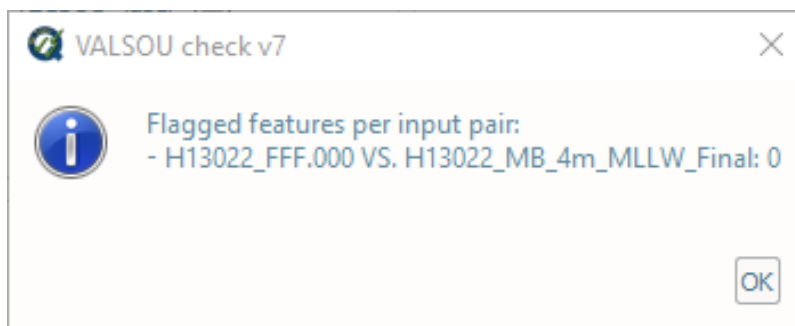 VALSOU check v7
Flagged features per input pair:
- H13022_FFF.000 VS. H13022_MB_4m_MLLW_Final: 0
OK